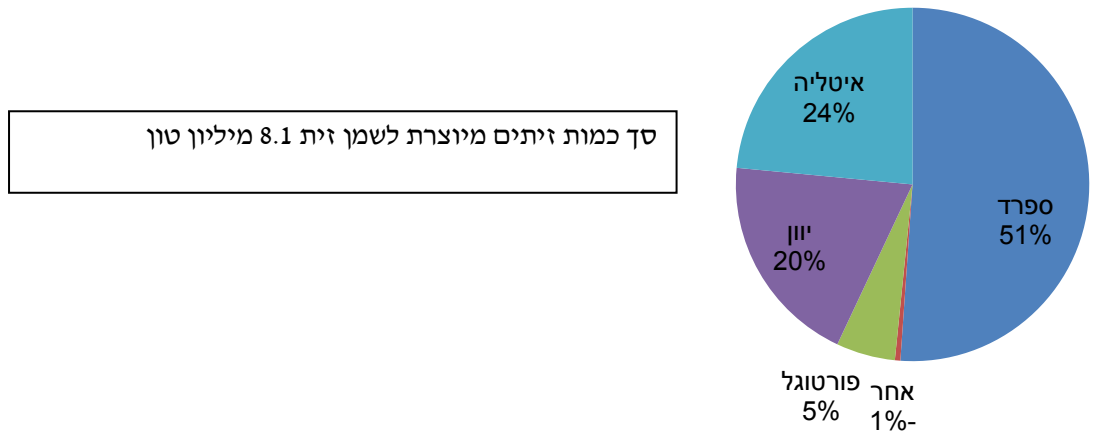 סך כמות זיתים מיוצרת לשמן זית 8.1 מיליון טון
איטליה
24%
ספרד
51%
יוון
20%
פורטוגל
5%
אחר
1%-